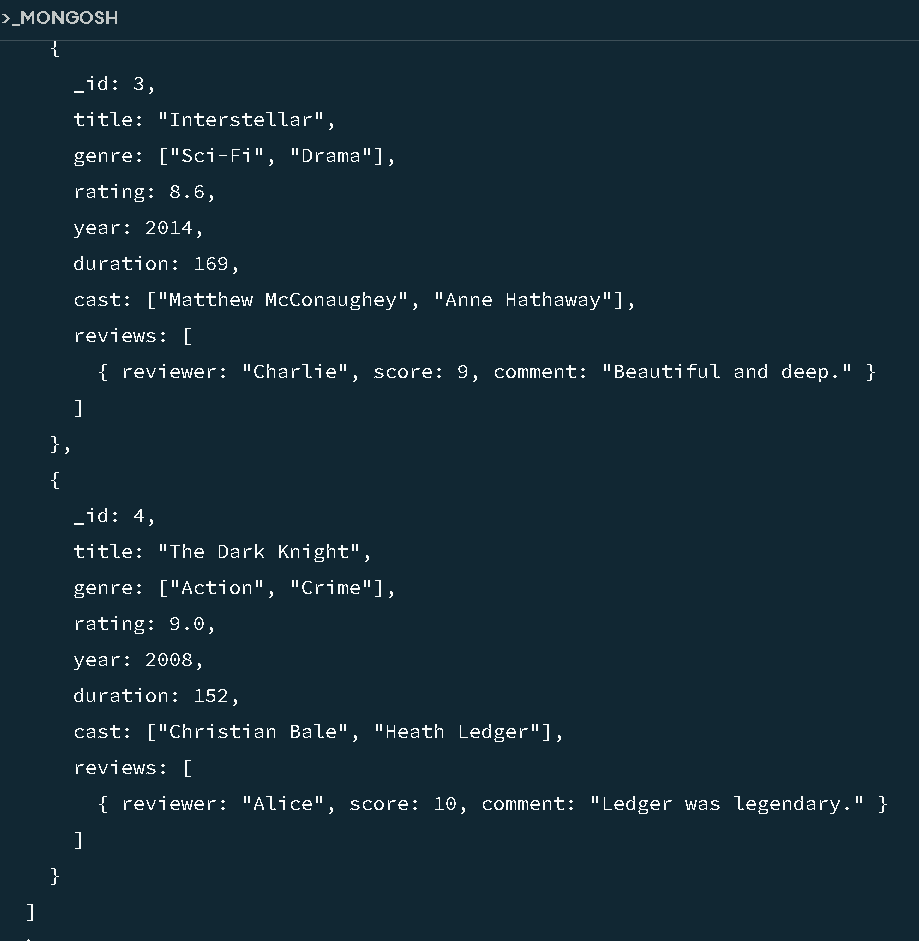 >_MONGOSH
{
_id: 3,
title: "Interstellar",
genre: ["Sci-Fi", "Drama"],
rating: 8.6,
year: 2014,
duration: 169,
cast: ["Matthew McConaughey", "Anne Hathaway"],
reviews: [
{ reviewer: "Charlie", score: 9, comment: "Beautiful and deep." }
]
},
{
_id: 4,
title: "The Dark Knight",
genre: ["Action", "Crime"],
rating: 9.0,
year: 2008,
duration: 152,
cast: ["Christian Bale", "Heath Ledger"],
reviews: [
{ reviewer: "Alice", score: 10, comment: "Ledger was legendary." }
]
}
]